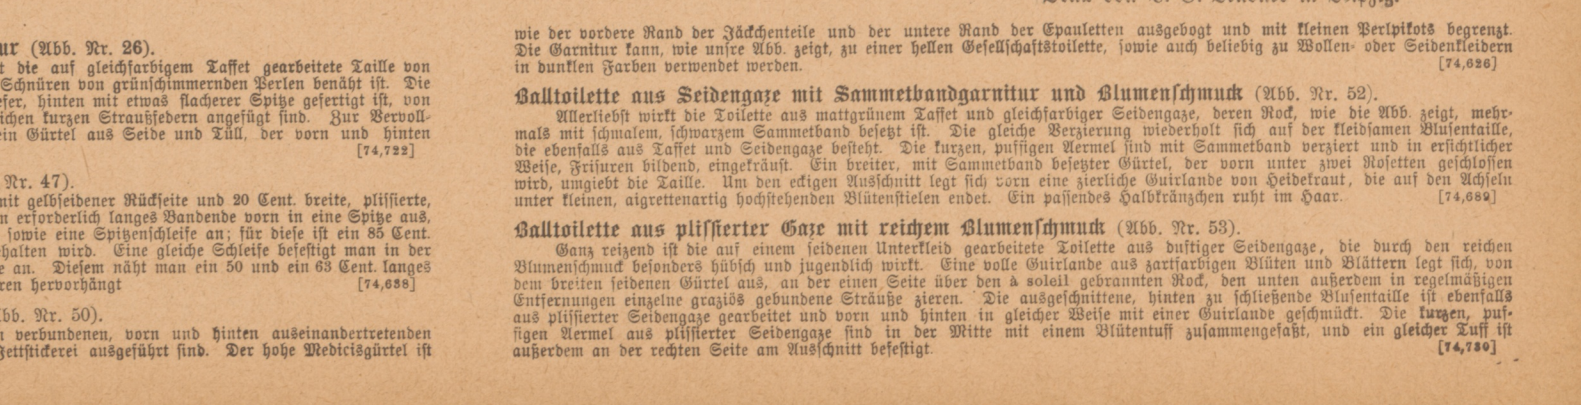 ur (Abb. Nr. 26).
t die auf gleichfarbigem Taffet gearbeitete Taille von
Schnüren von grünschimmernden Perlen benäht ist. Die
efer, hinten mit etwas flacherer Spitze gefertigt ist, von
ichen kurzen Straußfedern angefügt sind. Zur Vervoll-
ein Gürtel aus Seide und Tüll, der vorn und hinten
[74,722]
Nr. 47).
mit gelbseidener Rückseite und 20 Cent. breite, plissierte,
n erforderlich langes Bandende vorn in eine Spitze aus,
sowie eine Spitzenschleife an; für diese ist ein 85 Cent.
halten wird. Eine gleiche Schleife befestigt man in der
e an. Diesem näht man ein 50 und ein 63 Cent. langes
ren hervorhängt [74,638]
bb. Nr. 50).
n verbundenen, vorn und hinten auseinandertretenden
Jettstickerei ausgeführt sind. Der hohe Medicisgürtel ist
wie der vordere Rand der Jäckchenteile und der untere Rand der Epauletten ausgebogt und mit kleinen Perlpikots begrenzt.
Die Garnitur kann, wie unsre Abb. zeigt, zu einer hellen Gesellschaftstoilette, sowie auch beliebig zu Wollen- oder Seidenkleidern
in dunklen Farben verwendet werden. [74,626]
Balltoilette aus Seidengaze mit Sammetbandgarnitur und Blumenschmuck (Abb. Nr. 52).
Allerliebst wirkt die Toilette aus mattgrünem Taffet und gleichfarbiger Seidengaze, deren Rock, wie die Abb. zeigt, mehr-
mals mit schmalem, schwarzem Sammetband besetzt ist. Die gleiche Verzierung wiederholt sich auf der kleidsamen Blusentaille,
die ebenfalls aus Taffet und Seidengaze besteht. Die kurzen, puffigen Aermel sind mit Sammetband verziert und in ersichtlicher
Weise, Frisuren bildend, eingekräust. Ein breiter, mit Sammetband besetzter Gürtel, der vorn unter zwei Rosetten geschlossen
wird, umgiebt die Taille. Um den eckigen Ausschnitt legt sich vorn eine zierliche Guirlande von Heidekraut, die auf den Achseln
unter kleinen, aigrettenartig hochstehenden Blütenstielen endet. Ein passendes Halbkränzchen ruht im Haar. [74,689]
Balltoilette aus plissierter Gaze mit reichem Blumenschmuck (Abb. Nr. 53).
Ganz reizend ist die auf einem seidenen Unterkleid gearbeitete Toilette aus duftiger Seidengaze, die durch den reichen
Blumenschmuck besonders hübsch und jugendlich wirkt. Eine volle Guirlande aus zartfarbigen Blüten und Blättern legt sich, von
dem breiten seidenen Gürtel aus, an der einen Seite über den à soleil gebrannten Rock, den unten außerdem in regelmäßigen
Entfernungen einzelne graziös gebundene Sträuße zieren. Die ausgeschnittene, hinten zu schließende Blusentaille ist ebenfalls
aus plissierter Seidengaze gearbeitet und vorn und hinten in gleicher Weise mit einer Guirlande geschmückt. Die kurzen, puf-
figen Aermel aus plissierter Seidengaze sind in der Mitte mit einem Blütentuff zusammengefaßt, und ein gleicher Tuff ist
außerdem an der rechten Seite am Ausschnitt befestigt. [74,730]